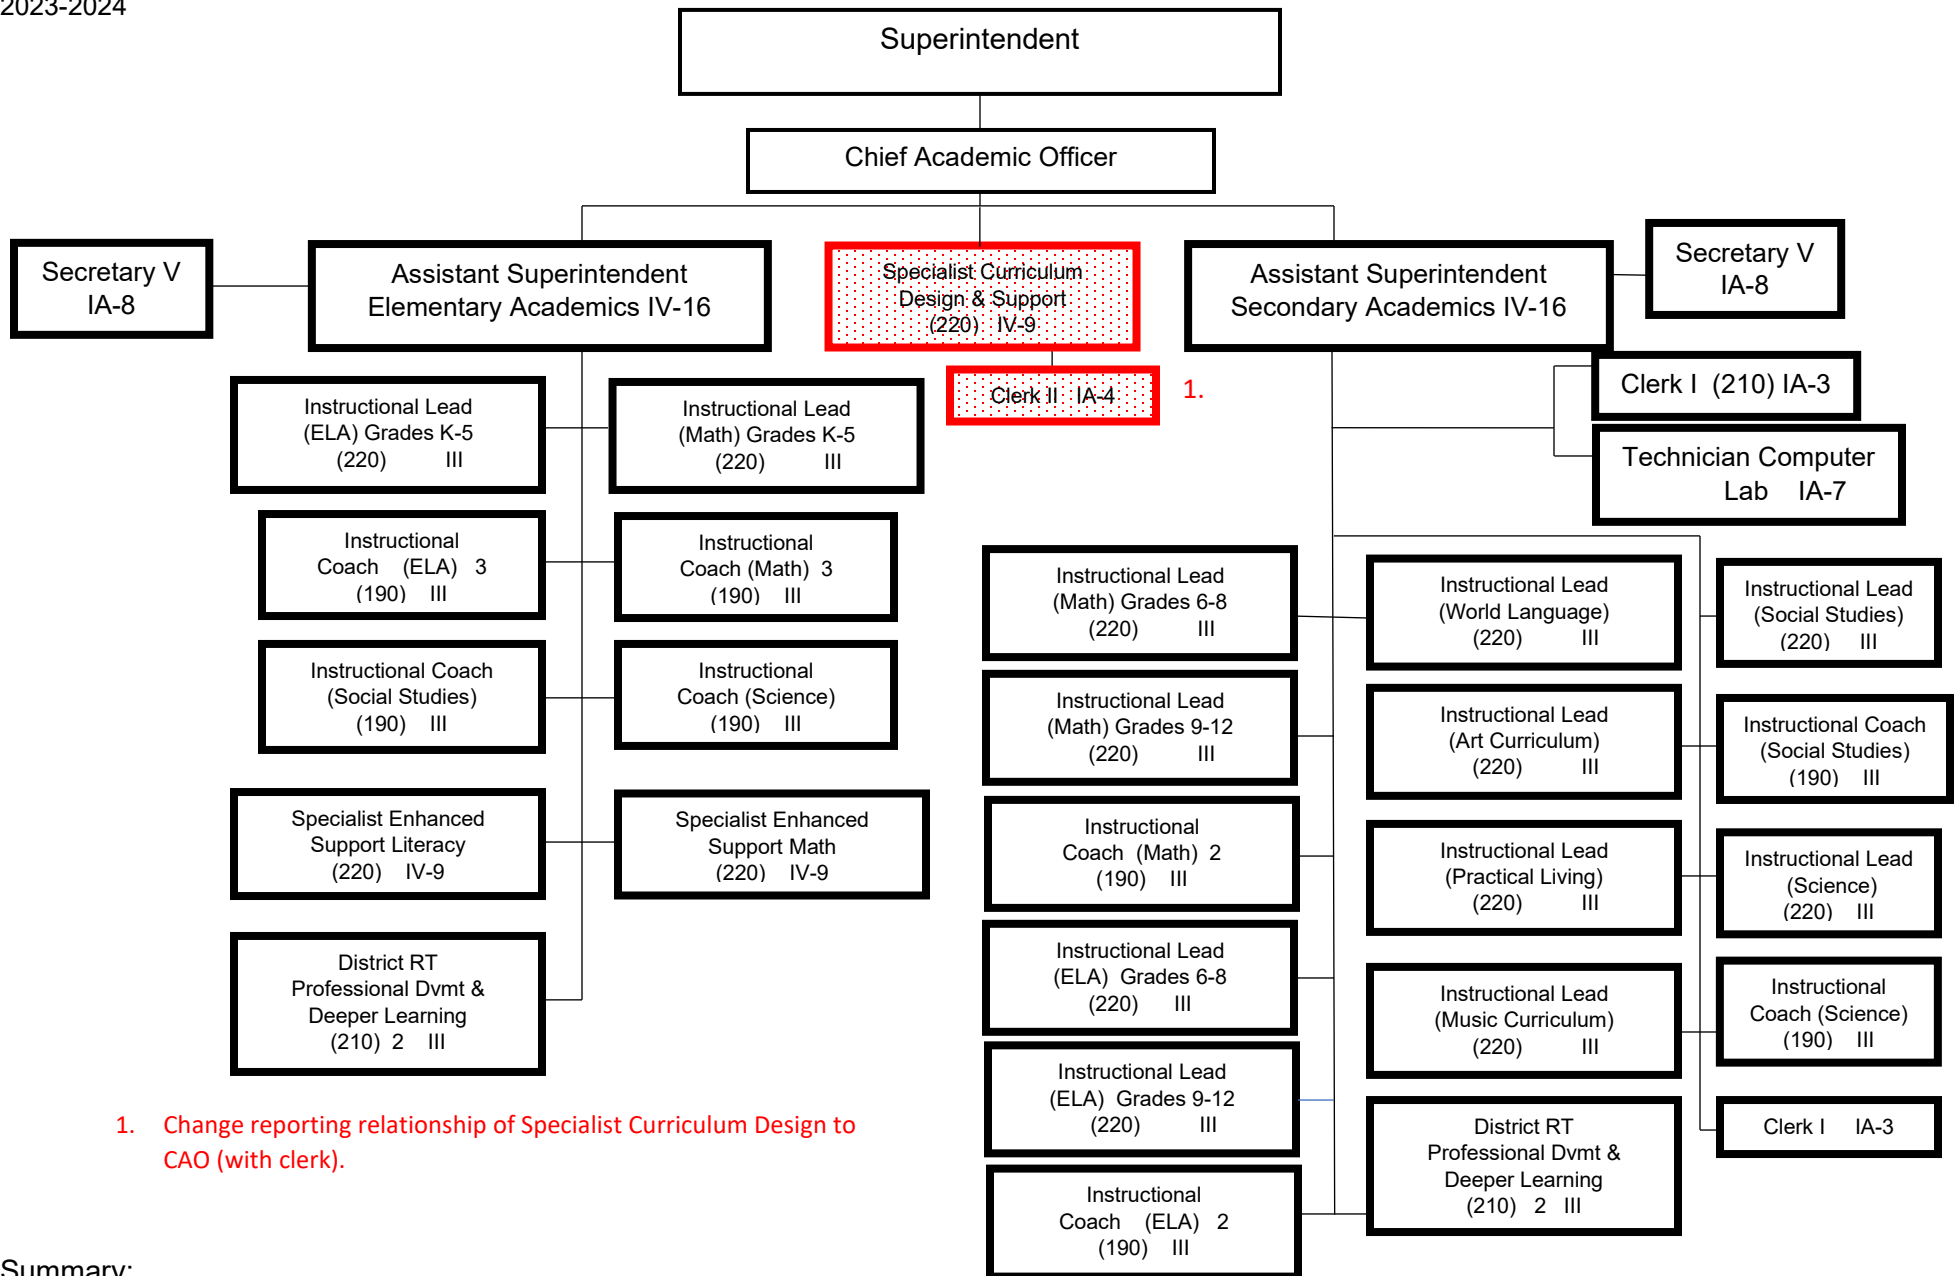 2023-2024
Superintendent
Chief Academic Officer
Secretary V
IA-8
Assistant Superintendent
Elementary Academics IV-16
Specialist Curriculum
Design & Support
(220) IV-9
Assistant Superintendent
Secondary Academics IV-16
Secretary V
IA-8
Clerk II IA-4
1.
Clerk I (210) IA-3
Technician Computer
Lab IA-7
Instructional Lead
(ELA) Grades K-5
(220) III
Instructional Lead
(Math) Grades K-5
(220) III
Instructional
Coach (ELA) 3
(190) III
Instructional
Coach (Math) 3
(190) III
Instructional Coach
(Social Studies)
(190) III
Instructional
Coach (Science)
(190) III
Specialist Enhanced
Support Literacy
(220) IV-9
Specialist Enhanced
Support Math
(220) IV-9
District RT
Professional Dvmt &
Deeper Learning
(210) 2 III
Instructional Lead
(Math) Grades 6-8
(220) III
Instructional Lead
(Math) Grades 9-12
(220) III
Instructional
Coach (Math) 2
(190) III
Instructional Lead
(ELA) Grades 6-8
(220) III
Instructional Lead
(ELA) Grades 9-12
(220) III
Instructional
Coach (ELA) 2
(190) III
Instructional Lead
(World Language)
(220) III
Instructional Lead
(Art Curriculum)
(220) III
Instructional Lead
(Practical Living)
(220) III
Instructional Lead
(Music Curriculum)
(220) III
District RT
Professional Dvmt &
Deeper Learning
(210) 2 III
Instructional Lead
(Social Studies)
(220) III
Instructional Coach
(Social Studies)
(190) III
Instructional Lead
(Science)
(220) III
Instructional
Coach (Science)
(190) III
Clerk I IA-3
1. Change reporting relationship of Specialist Curriculum Design to
CAO (with clerk).
Summary: